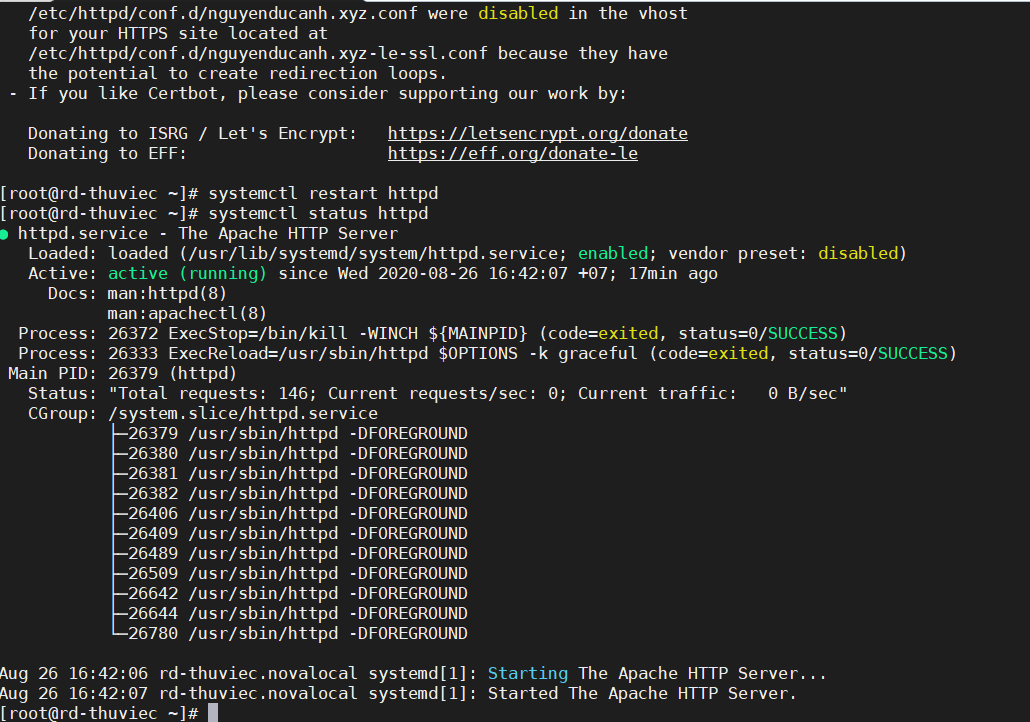 /etc/httpd/conf.d/nguyenducanh.xyz.conf were disabled in the vhost
for your HTTPS site located at
/etc/httpd/conf.d/nguyenducanh.xyz-le-ssl.conf because they have
the potential to create redirection loops.
- If you like Certbot, please consider supporting our work by:
Donating to ISRG / Let's Encrypt:   https://letsencrypt.org/donate
Donating to EFF:                    https://eff.org/donate-le
[root@rd-thuviec ~]# systemctl restart httpd
[root@rd-thuviec ~]# systemctl status httpd
● httpd.service - The Apache HTTP Server
Loaded: loaded (/usr/lib/systemd/system/httpd.service; enabled; vendor preset: disabled)
Active: active (running) since Wed 2020-08-26 16:42:07 +07; 17min ago
Docs: man:httpd(8)
man:apachectl(8)
Process: 26372 ExecStop=/bin/kill -WINCH ${MAINPID} (code=exited, status=0/SUCCESS)
Process: 26333 ExecReload=/usr/sbin/httpd $OPTIONS -k graceful (code=exited, status=0/SUCCESS)
Main PID: 26379 (httpd)
Status: "Total requests: 146; Current requests/sec: 0; Current traffic:   0 B/sec"
CGroup: /system.slice/httpd.service
├─26379 /usr/sbin/httpd -DFOREGROUND
├─26380 /usr/sbin/httpd -DFOREGROUND
├─26381 /usr/sbin/httpd -DFOREGROUND
├─26382 /usr/sbin/httpd -DFOREGROUND
├─26406 /usr/sbin/httpd -DFOREGROUND
├─26409 /usr/sbin/httpd -DFOREGROUND
├─26489 /usr/sbin/httpd -DFOREGROUND
├─26509 /usr/sbin/httpd -DFOREGROUND
├─26642 /usr/sbin/httpd -DFOREGROUND
├─26644 /usr/sbin/httpd -DFOREGROUND
└─26780 /usr/sbin/httpd -DFOREGROUND
Aug 26 16:42:06 rd-thuviec.novalocal systemd[1]: Starting The Apache HTTP Server...
Aug 26 16:42:07 rd-thuviec.novalocal systemd[1]: Started The Apache HTTP Server.
[root@rd-thuviec ~]#